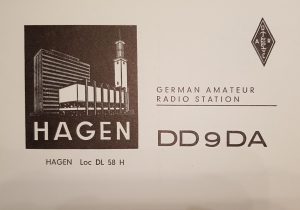 HAGEN
HAGEN Loc DL 58 H
GERMAN AMATEUR
RADIO STATION
DD9DA